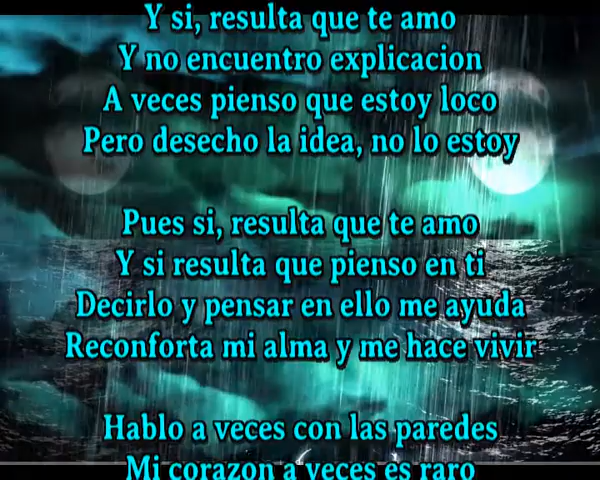 Y si, resulta que te amo
Y no encuentro explicacion
A veces pienso que estoy loco
Pero desecho la idea, no lo estoy
Pues si, resulta que te amo
Y si resulta que pienso en ti
Decirlo y pensar en ello me ayuda
Reconforta mi alma y me hace vivir
Hablo a veces con las paredes
Mi corazon a veces es raro